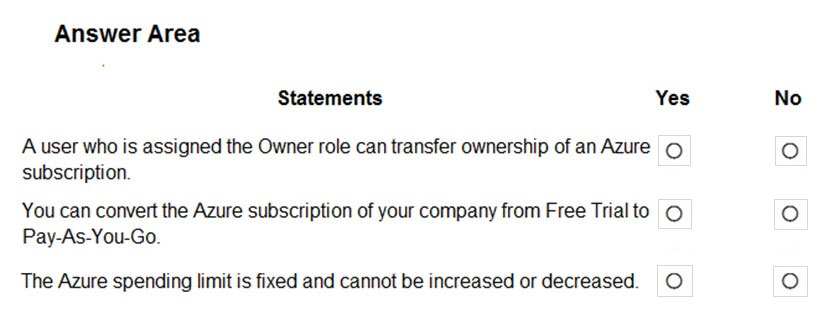 Answer Area
Statements Yes No
A user who is assigned the Owner role can transfer ownership of an Azure
subscription.
You can convert the Azure subscription of your company from Free Trial to
Pay-As-You-Go.
The Azure spending limit is fixed and cannot be increased or decreased.